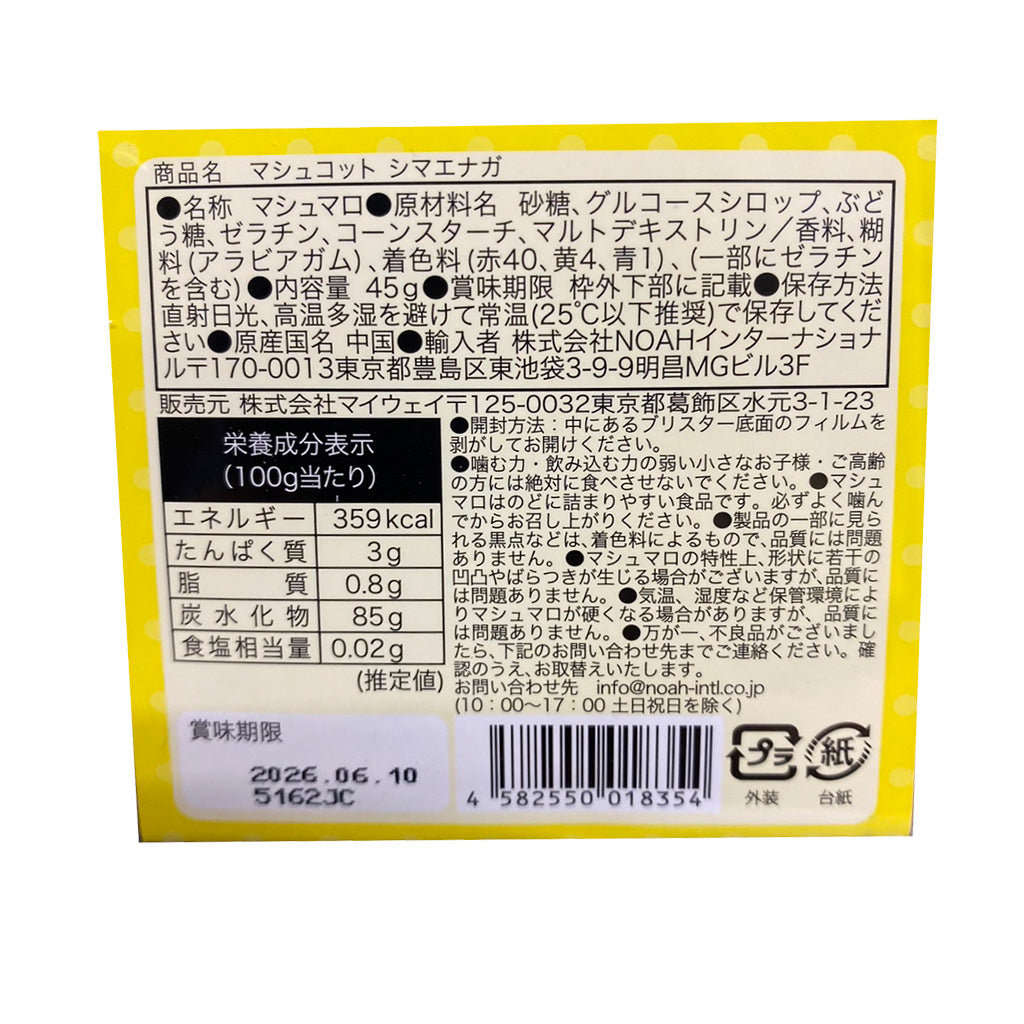 商品名 マシュコット シマエナガ
●名称 マシュマロ●原材料名 砂糖、グルコースシロップ、ぶど
う糖、ゼラチン、コーンスターチ、マルトデキストリン／香料、糊
料(アラビアガム)、着色料(赤40、黄4、青1)、(一部にゼラチン
を含む)●内容量 45g●賞味期限 枠外下部に記載●保存方法
直射日光、高温多湿を避けて常温(25℃以下推奨)で保存してくだ
さい●原産国名 中国●輸入者 株式会社NOAHインターナショナ
ル〒170-0013東京都豊島区東池袋3-9-9明昌MGビル3F
販売元 株式会社マイウェイ〒125-0032東京都葛飾区水元3-1-23
栄養成分表示
(100g当たり)
エネルギー 359kcal
たんぱく質 3g
脂質 0.8g
炭水化物 85g
食塩相当量 0.02g
(推定値)
●開封方法：中にあるブリスター底面のフィルムを
剥がしてお開けください。
●噛む力・飲み込む力の弱い小さなお子様・ご高齢
の方には絶対に食べさせないでください。●マシュ
マロはのどに詰まりやすい食品です。必ずよく噛ん
でからお召し上がりください。●製品の一部に見ら
れる黒点などは、着色料によるもので、品質には問題
ありません。●マシュマロの特性上、形状に若干の
凹凸やばらつきが生じる場合がございますが、品質に
は問題ありません。●気温、湿度など保管環境によ
りマシュマロが硬くなる場合がありますが、品質に
は問題ありません。●万が一、不良品がございまし
たら、下記のお問い合わせ先までご連絡ください。確
認のうえ、お取替えいたします。
お問い合わせ先 info@noah-intl.co.jp
(10：00～17：00 土日祝日を除く)
賞味期限
2026.06.10
5162JC
4 582550 018354
プラ
外装
紙
台紙